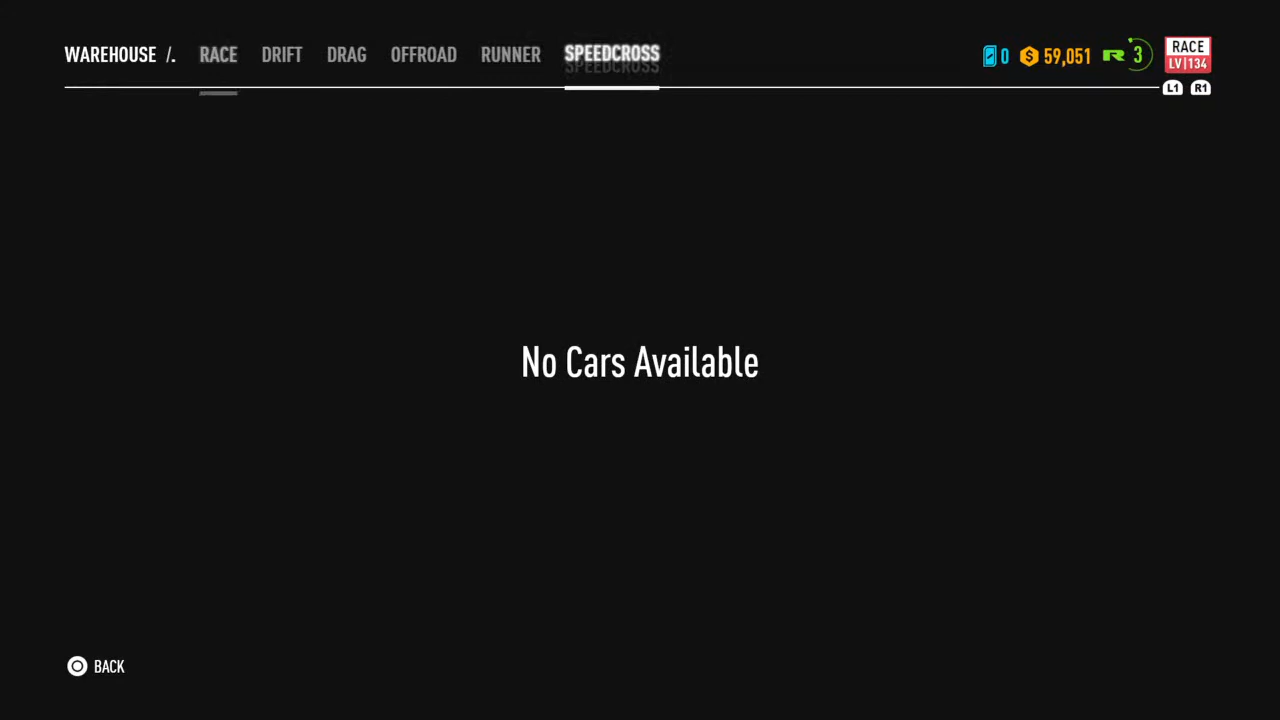 WAREHOUSE /. RACE DRIFT DRAG OFFROAD RUNNER SPEEDCROSS 0 59,051 R 3 RACE
LV|134
L1 R1
No Cars Available
BACK